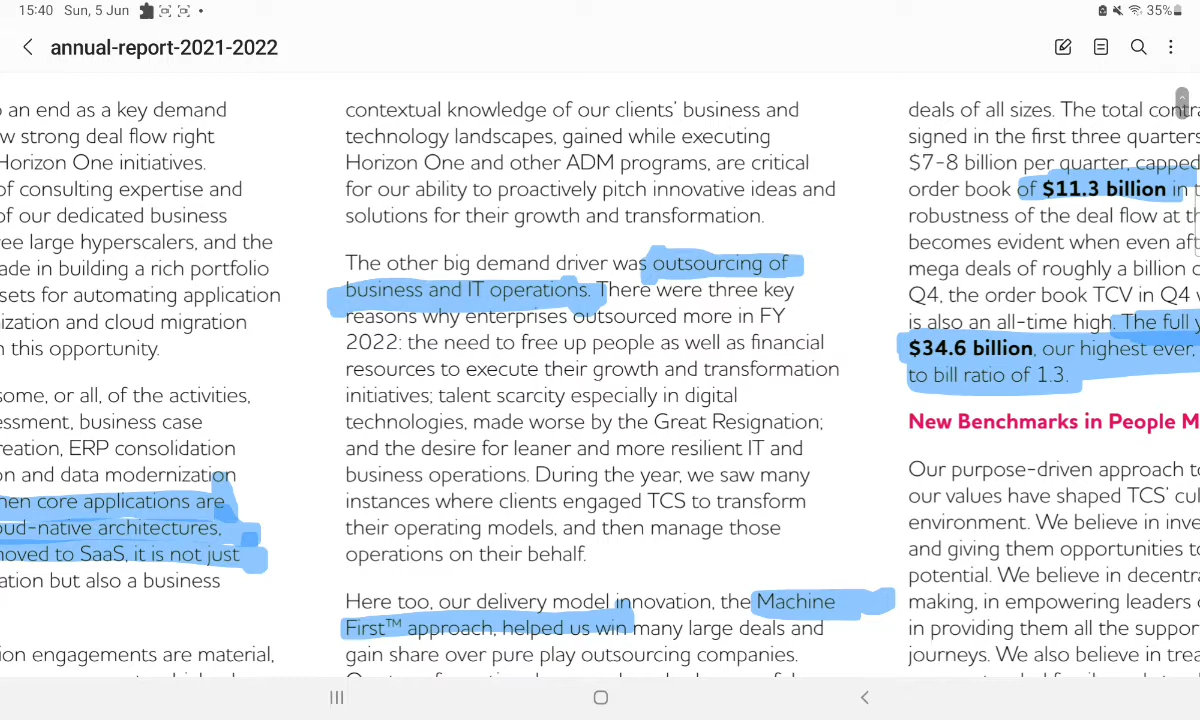 15:40 Sun, 5 Jun
35%
annual-report-2021-2022
an end as a key demand
w strong deal flow right
Horizon One initiatives.
of consulting expertise and
of our dedicated business
ee large hyperscalers, and the
ade in building a rich portfolio
sets for automating application
ization and cloud migration
this opportunity.
some, or all, of the activities,
essment, business case
reation, ERP consolidation
on and data modernization
hen core applications are
oud-native architectures,
moved to SaaS, it is not just
ation but also a business
ion engagements are material,
contextual knowledge of our clients' business and
technology landscapes, gained while executing
Horizon One and other ADM programs, are critical
for our ability to proactively pitch innovative ideas and
solutions for their growth and transformation.
The other big demand driver was outsourcing of
business and IT operations. There were three key
reasons why enterprises outsourced more in FY
2022: the need to free up people as well as financial
resources to execute their growth and transformation
initiatives; talent scarcity especially in digital
technologies, made worse by the Great Resignation;
and the desire for leaner and more resilient IT and
business operations. During the year, we saw many
instances where clients engaged TCS to transform
their operating models, and then manage those
operations on their behalf.
Here too, our delivery model innovation, the Machine
First™ approach, helped us win many large deals and
gain share over pure play outsourcing companies.
deals of all sizes. The total contra
signed in the first three quarters
$7-8 billion per quarter, capped
order book of $11.3 billion in t
robustness of the deal flow at th
becomes evident when even aft
mega deals of roughly a billion d
Q4, the order book TCV in Q4 w
is also an all-time high. The full y
$34.6 billion, our highest ever,
to bill ratio of 1.3.
New Benchmarks in People M
Our purpose-driven approach to
our values have shaped TCS' cul
environment. We believe in inve
and giving them opportunities to
potential. We believe in decentra
making, in empowering leaders
in providing them all the suppor
journeys. We also believe in trea